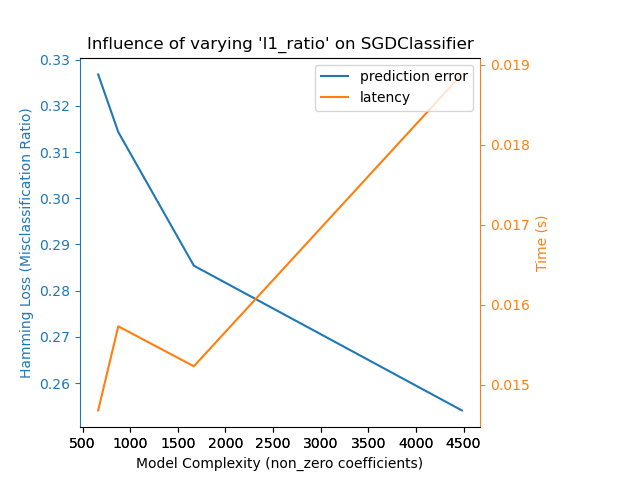 Influence of varying 'l1_ratio' on SGDClassifier
prediction error
latency
0.33
0.32
0.31
0.30
0.29
0.28
0.27
0.26
Hamming Loss (Misclassification Ratio)
0.019
0.018
0.017
0.016
0.015
Time (s)
500 1000 1500 2000 2500 3000 3500 4000 4500
Model Complexity (non_zero coefficients)